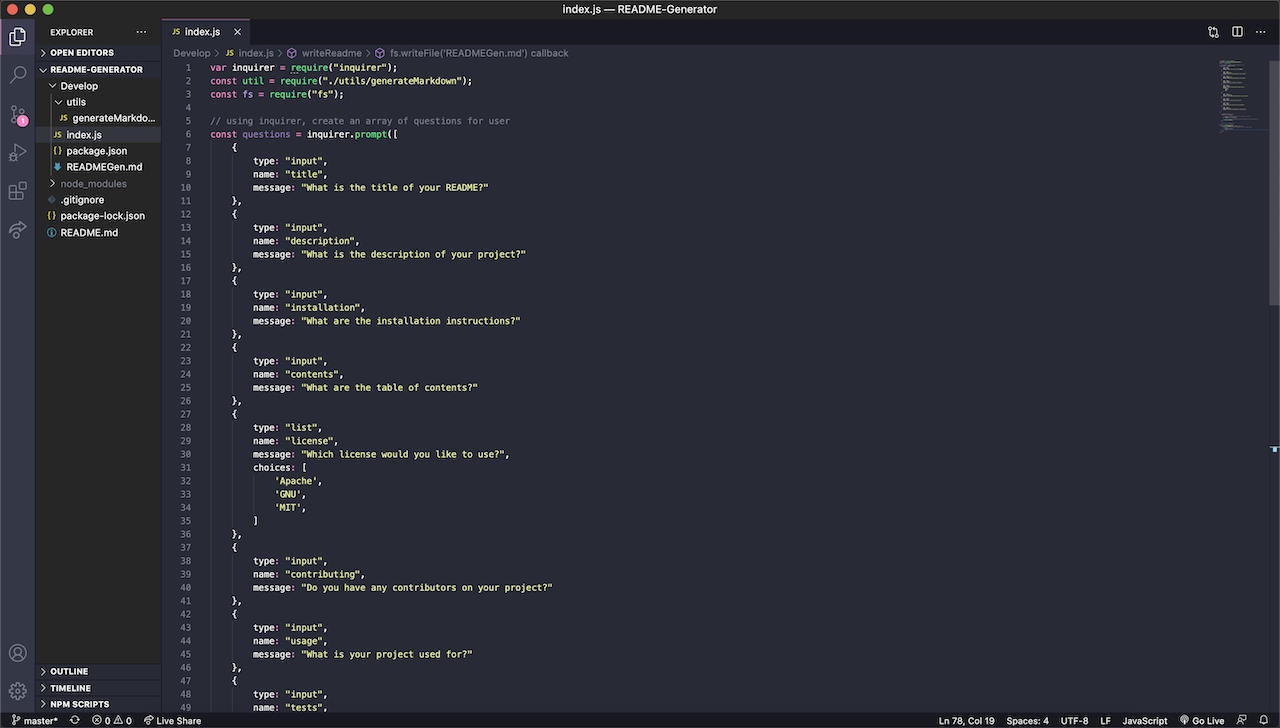 index.js — README-Generator
EXPLORER
OPEN EDITORS
README-GENERATOR
Develop
utils
generateMarkdo...
JS index.js
{} package.json
READMEGen.md
node_modules
.gitignore
{} package-lock.json
README.md
1
OUTLINE
TIMELINE
NPM SCRIPTS
JS index.js
Develop > JS index.js > writeReadme > fs.writeFile('READMEGen.md') callback
1 var inquirer = require("inquirer");
2 const util = require("./utils/generateMarkdown");
3 const fs = require("fs");
4
5 // using inquirer, create an array of questions for user
6 const questions = inquirer.prompt([
7 {
8 type: "input",
9 name: "title",
10 message: "What is the title of your README?"
11 },
12 {
13 type: "input",
14 name: "description",
15 message: "What is the description of your project?"
16 },
17 {
18 type: "input",
19 name: "installation",
20 message: "What are the installation instructions?"
21 },
22 {
23 type: "input",
24 name: "contents",
25 message: "What are the table of contents?"
26 },
27 {
28 type: "list",
29 name: "license",
30 message: "Which license would you like to use?",
31 choices: [
32 'Apache',
33 'GNU',
34 'MIT',
35 ]
36 },
37 {
38 type: "input",
39 name: "contributing",
40 message: "Do you have any contributors on your project?"
41 },
42 {
43 type: "input",
44 name: "usage",
45 message: "What is your project used for?"
46 },
47 {
48 type: "input",
49 name: "tests",
master* 0 0 Live Share Ln 78, Col 19 Spaces: 4 UTF-8 LF JavaScript Go Live